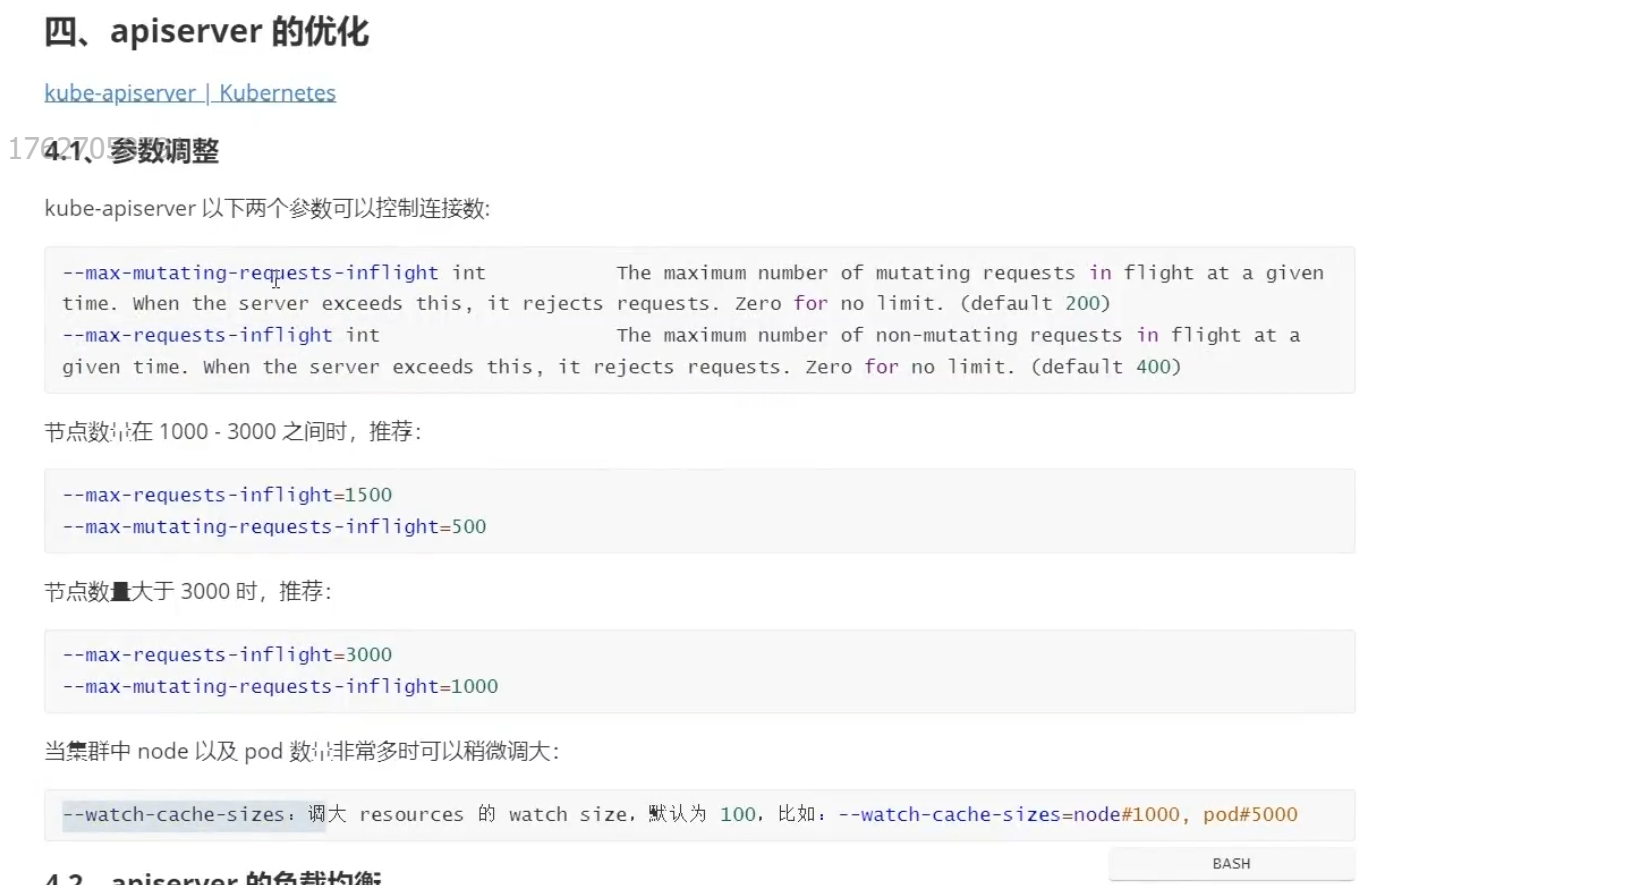 四、apiserver 的优化
kube-apiserver | Kubernetes
4.1、参数调整
kube-apiserver 以下两个参数可以控制连接数:
--max-mutating-requests-inflight int The maximum number of mutating requests in flight at a given
time. When the server exceeds this, it rejects requests. Zero for no limit. (default 200)
--max-requests-inflight int The maximum number of non-mutating requests in flight at a
given time. When the server exceeds this, it rejects requests. Zero for no limit. (default 400)
节点数量在 1000 - 3000 之间时，推荐：
--max-requests-inflight=1500
--max-mutating-requests-inflight=500
节点数量大于 3000 时，推荐：
--max-requests-inflight=3000
--max-mutating-requests-inflight=1000
当集群中 node 以及 pod 数量非常多时可以稍微调大：
--watch-cache-sizes：调大 resources 的 watch size，默认为 100，比如：--watch-cache-sizes=node#1000, pod#5000
BASH
4.2、apiserver 的负载均衡